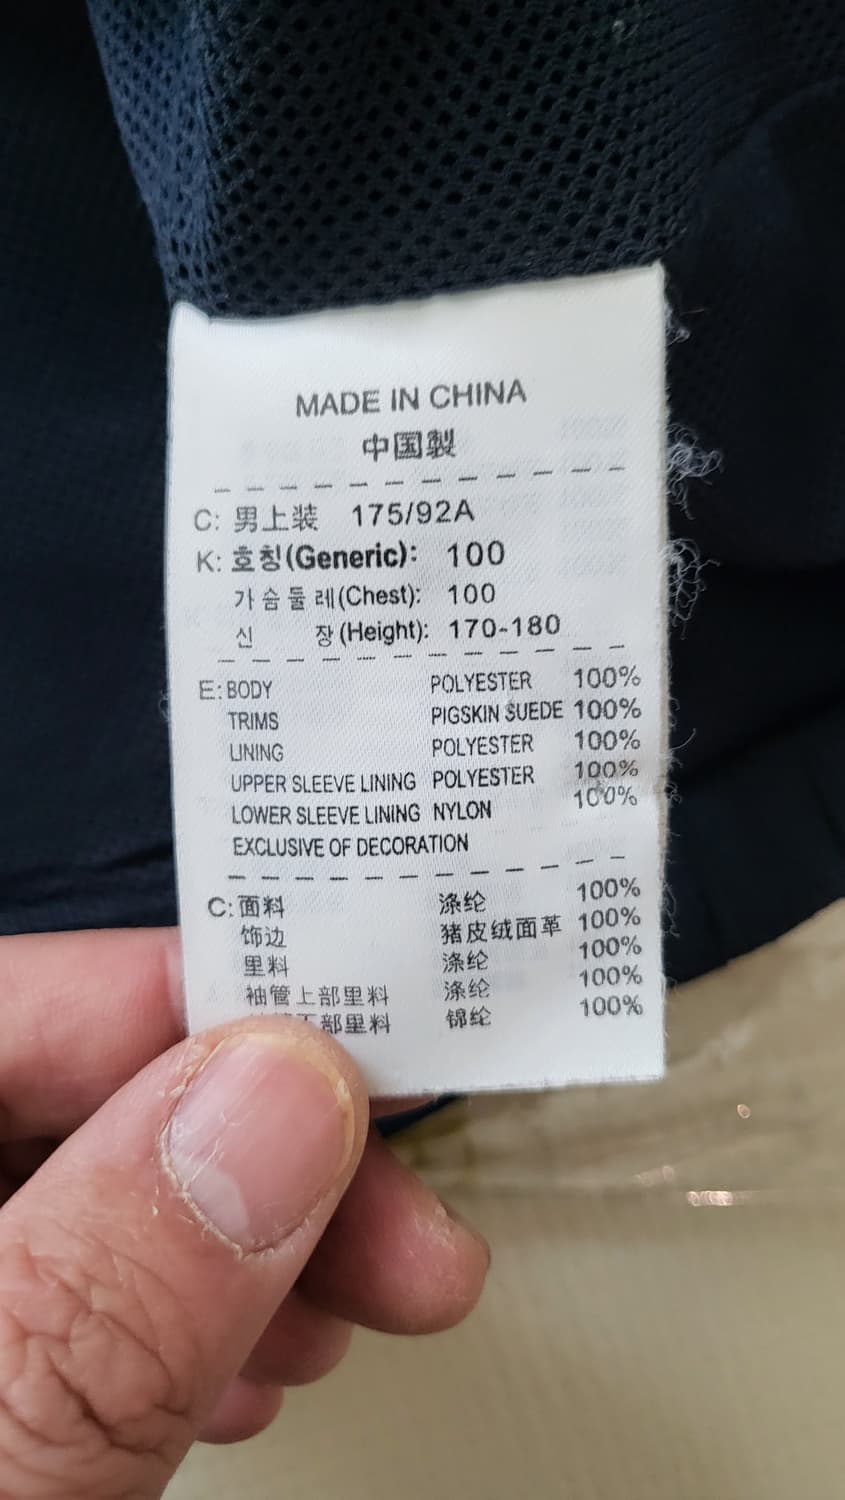 MADE IN CHINA
中国製
C: 男上装 175/92A
K: 호칭(Generic): 100
가슴둘레(Chest): 100
신 장(Height): 170-180
E: BODY POLYESTER 100%
TRIMS PIGSKIN SUEDE 100%
LINING POLYESTER 100%
UPPER SLEEVE LINING POLYESTER 100%
LOWER SLEEVE LINING NYLON 100%
EXCLUSIVE OF DECORATION
C: 面料 涤纶 100%
饰边 猪皮绒面革 100%
里料 涤纶 100%
袖管上部里料 涤纶 100%
部里料 锦纶 100%